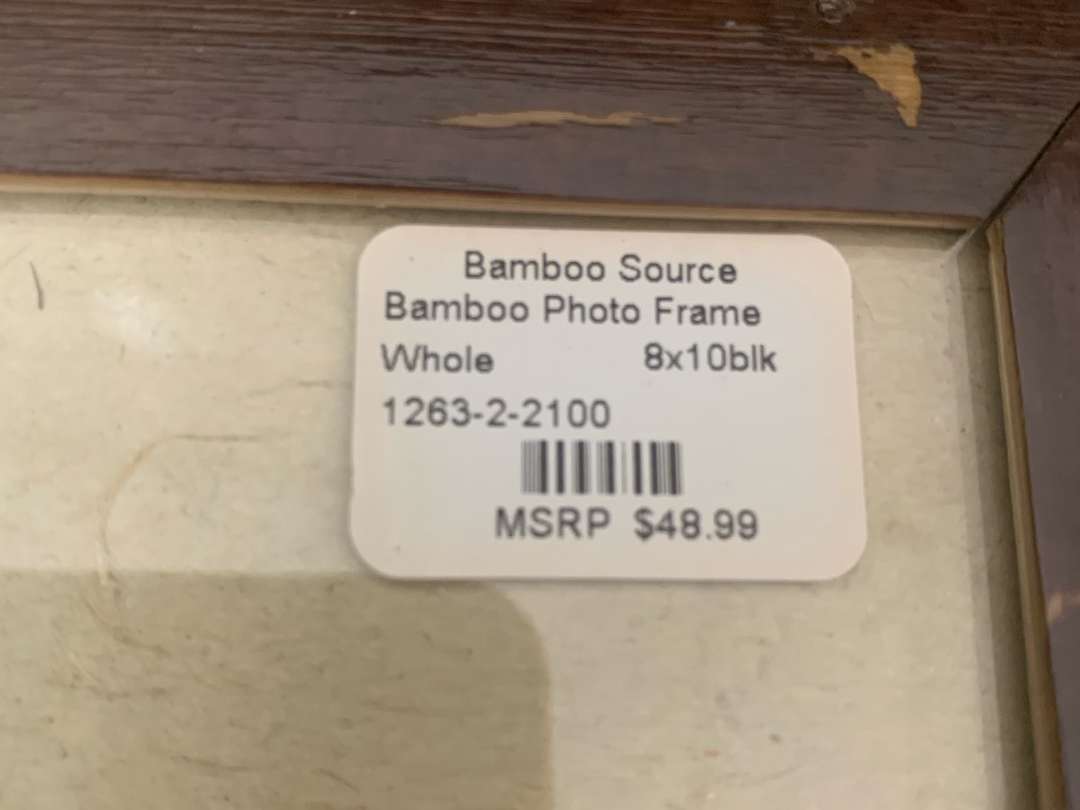 Bamboo Source
Bamboo Photo Frame
Whole 8x10blk
1263-2-2100
MSRP $48.99